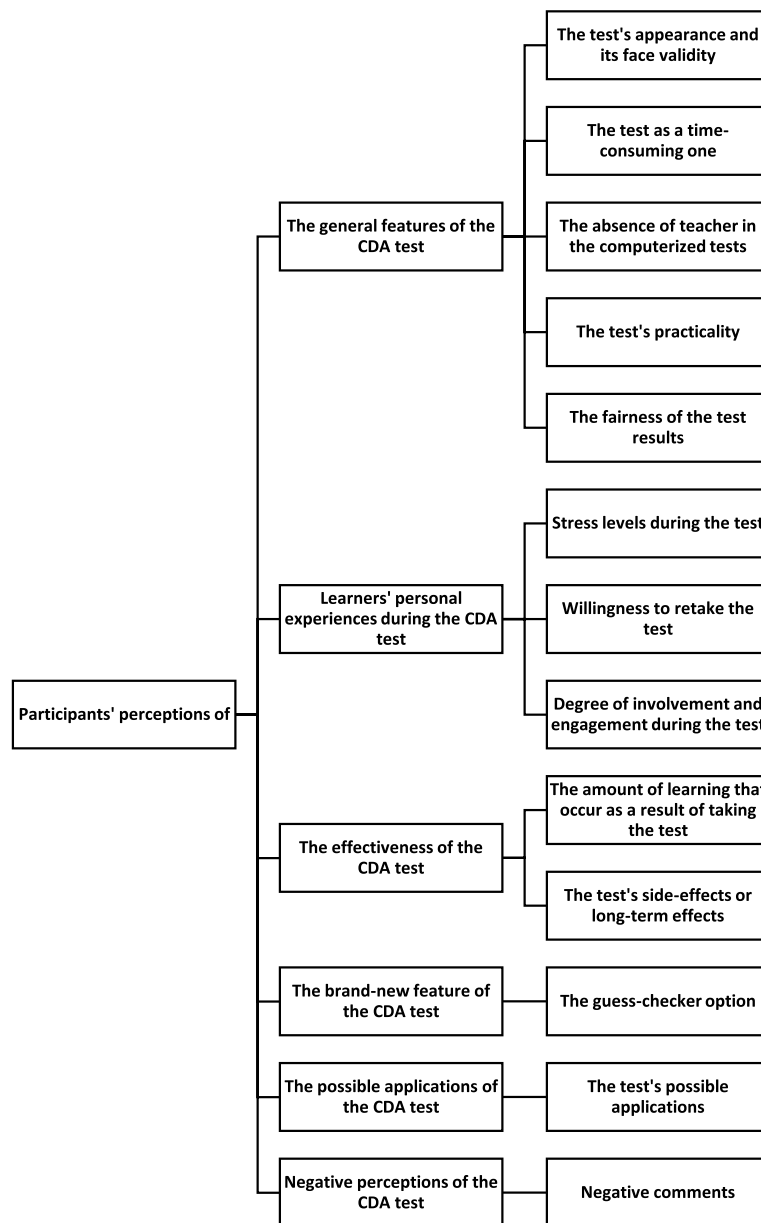 Participants' perceptions of
The general features of the
CDA test
The test's appearance and
its face validity
The test as a time-
consuming one
The absence of teacher in
the computerized tests
The test's practicality
The fairness of the test
results
Learners' personal
experiences during the CDA
test
Stress levels during the test
Willingness to retake the
test
Degree of involvement and
engagement during the test
The effectiveness of the
CDA test
The amount of learning that
occur as a result of taking
the test
The test's side-effects or
long-term effects
The brand-new feature of
the CDA test
The guess-checker option
The possible applications of
the CDA test
The test's possible
applications
Negative perceptions of the
CDA test
Negative comments